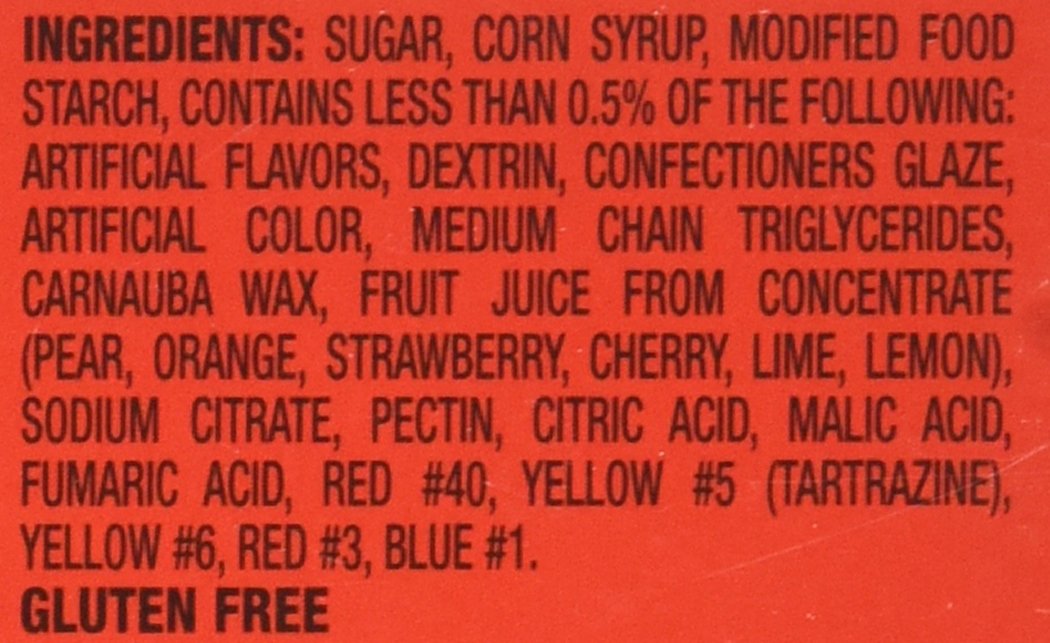 INGREDIENTS: SUGAR, CORN SYRUP, MODIFIED FOOD
STARCH, CONTAINS LESS THAN 0.5% OF THE FOLLOWING:
ARTIFICIAL FLAVORS, DEXTRIN, CONFECTIONERS GLAZE,
ARTIFICIAL COLOR, MEDIUM CHAIN TRIGLYCERIDES,
CARNAUBA WAX, FRUIT JUICE FROM CONCENTRATE
(PEAR, ORANGE, STRAWBERRY, CHERRY, LIME, LEMON),
SODIUM CITRATE, PECTIN, CITRIC ACID, MALIC ACID,
FUMARIC ACID, RED #40, YELLOW #5 (TARTRAZINE),
YELLOW #6, RED #3, BLUE #1.
GLUTEN FREE